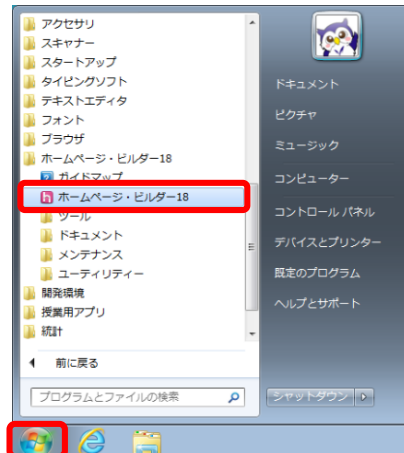 アクセサリ
スキャナー
スタートアップ
タイピングソフト
テキストエディタ
フォント
ブラウザ
ホームページ・ビルダー18
ガイドマップ
ホームページ・ビルダー18
ツール
ドキュメント
メンテナンス
ユーティリティー
開発環境
授業用アプリ
統計
前に戻る
プログラムとファイルの検索
ドキュメント
ピクチャ
ミュージック
コンピューター
コントロール パネル
デバイスとプリンター
既定のプログラム
ヘルプとサポート
シャットダウン